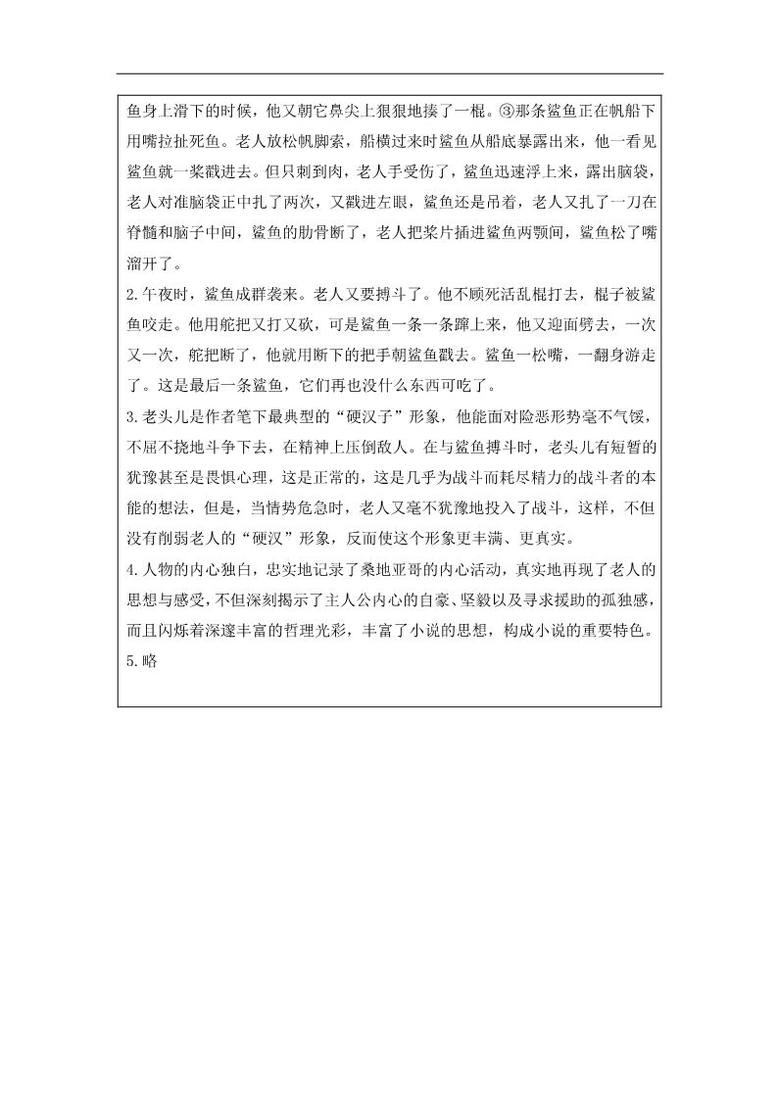 鱼身上滑下的时候，他又朝它鼻尖上狠狠地揍了一棍。③那条鲨鱼正在帆船下
用嘴拉扯死鱼。老人放松帆脚索，船横过来时鲨鱼从船底暴露出来，他一看见
鲨鱼就一桨戳进去。但只刺到肉，老人手受伤了，鲨鱼迅速浮上来，露出脑袋，
老人对准脑袋正中扎了两次，又戳进左眼，鲨鱼还是吊着，老人又扎了一刀在
脊髓和脑子中间，鲨鱼的肋骨断了，老人把桨片插进鲨鱼两颚间，鲨鱼松了嘴
溜开了。
2.午夜时，鲨鱼成群袭来。老人又要搏斗了。他不顾死活乱棍打去，棍子被鲨
鱼咬走。他用舵把又打又砍，可是鲨鱼一条一条蹿上来，他又迎面劈去，一次
又一次，舵把断了，他就用断下的把手朝鲨鱼戳去。鲨鱼一松嘴，一翻身游走
了。这是最后一条鲨鱼，它们再也没什么东西可吃了。
3.老头儿是作者笔下最典型的“硬汉子”形象，他能面对险恶形势毫不气馁，
不屈不挠地斗争下去，在精神上压倒敌人。在与鲨鱼搏斗时，老头儿有短暂的
犹豫甚至是畏惧心理，这是正常的，这是几乎为战斗而耗尽精力的战斗者的本
能的想法，但是，当情势危急时，老人又毫不犹豫地投入了战斗，这样，不但
没有削弱老人的“硬汉”形象，反而使这个形象更丰满、更真实。
4.人物的内心独白，忠实地记录了桑地亚哥的内心活动，真实地再现了老人的
思想与感受，不但深刻揭示了主人公内心的自豪、坚毅以及寻求援助的孤独感，
而且闪烁着深邃丰富的哲理光彩，丰富了小说的思想，构成小说的重要特色。
5.略